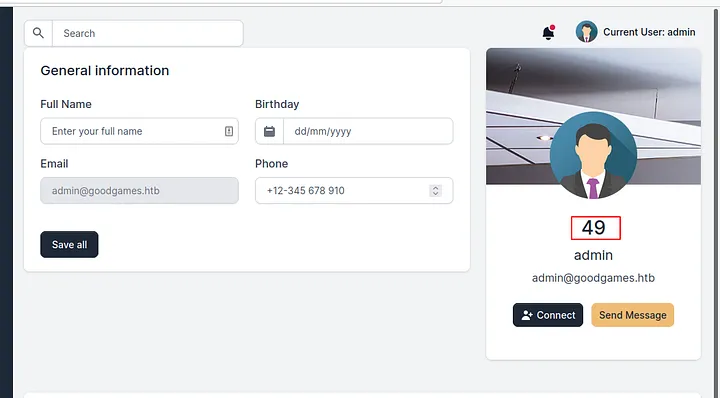 Search
Current User: admin
General information
Full Name
Birthday
Enter your full name
dd/mm/yyyy
Email
Phone
admin@goodgames.htb
+12-345 678 910
Save all
49
admin
admin@goodgames.htb
Connect
Send Message